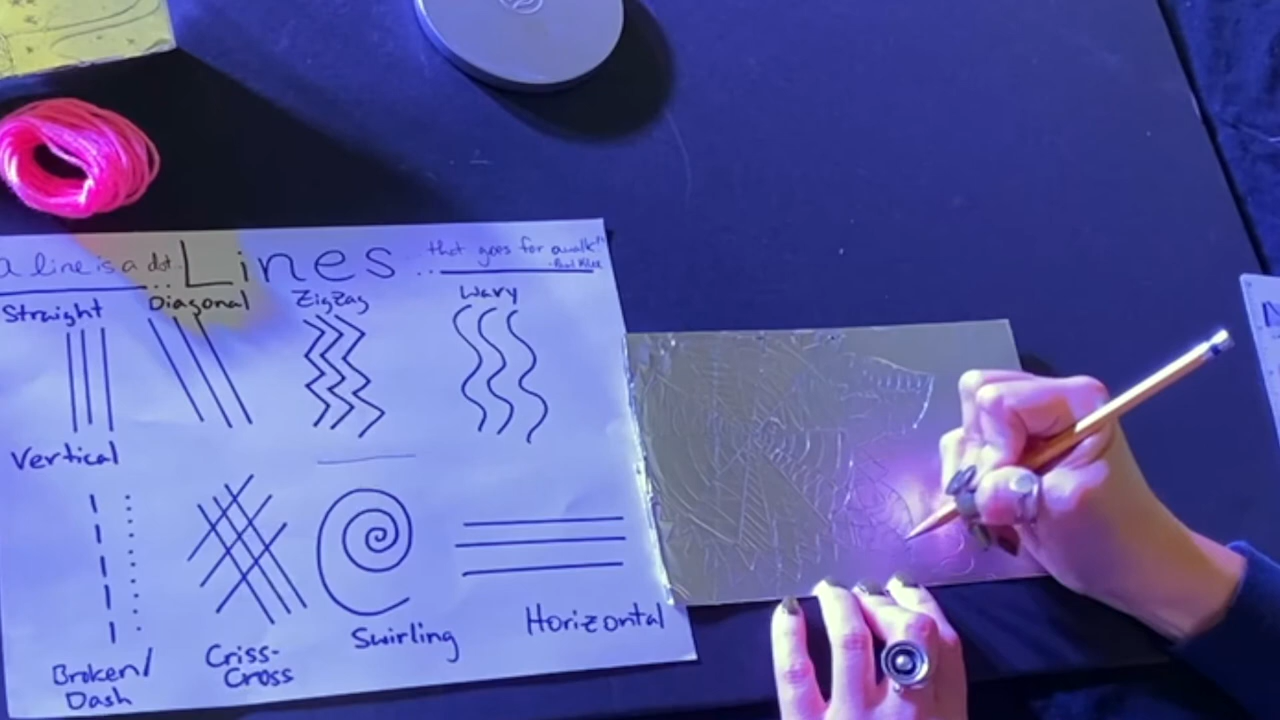 a line is a dot... Lines ...that goes for a walk"
-Paul Klee
Straight Diagonal ZigZag Wavy
Vertical
Broken/
Dash
Criss-
Cross
Swirling
Horizontal